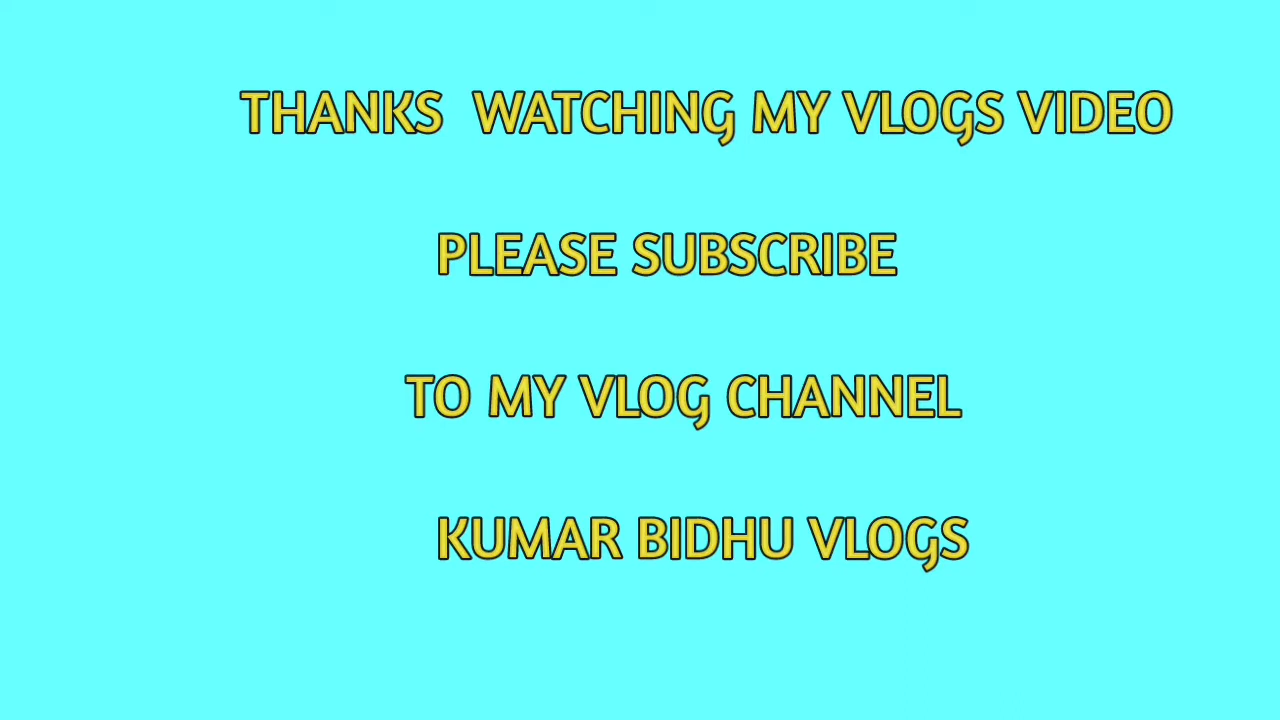 THANKS  WATCHING MY VLOGS VIDEO
PLEASE SUBSCRIBE
TO MY VLOG CHANNEL
KUMAR BIDHU VLOGS